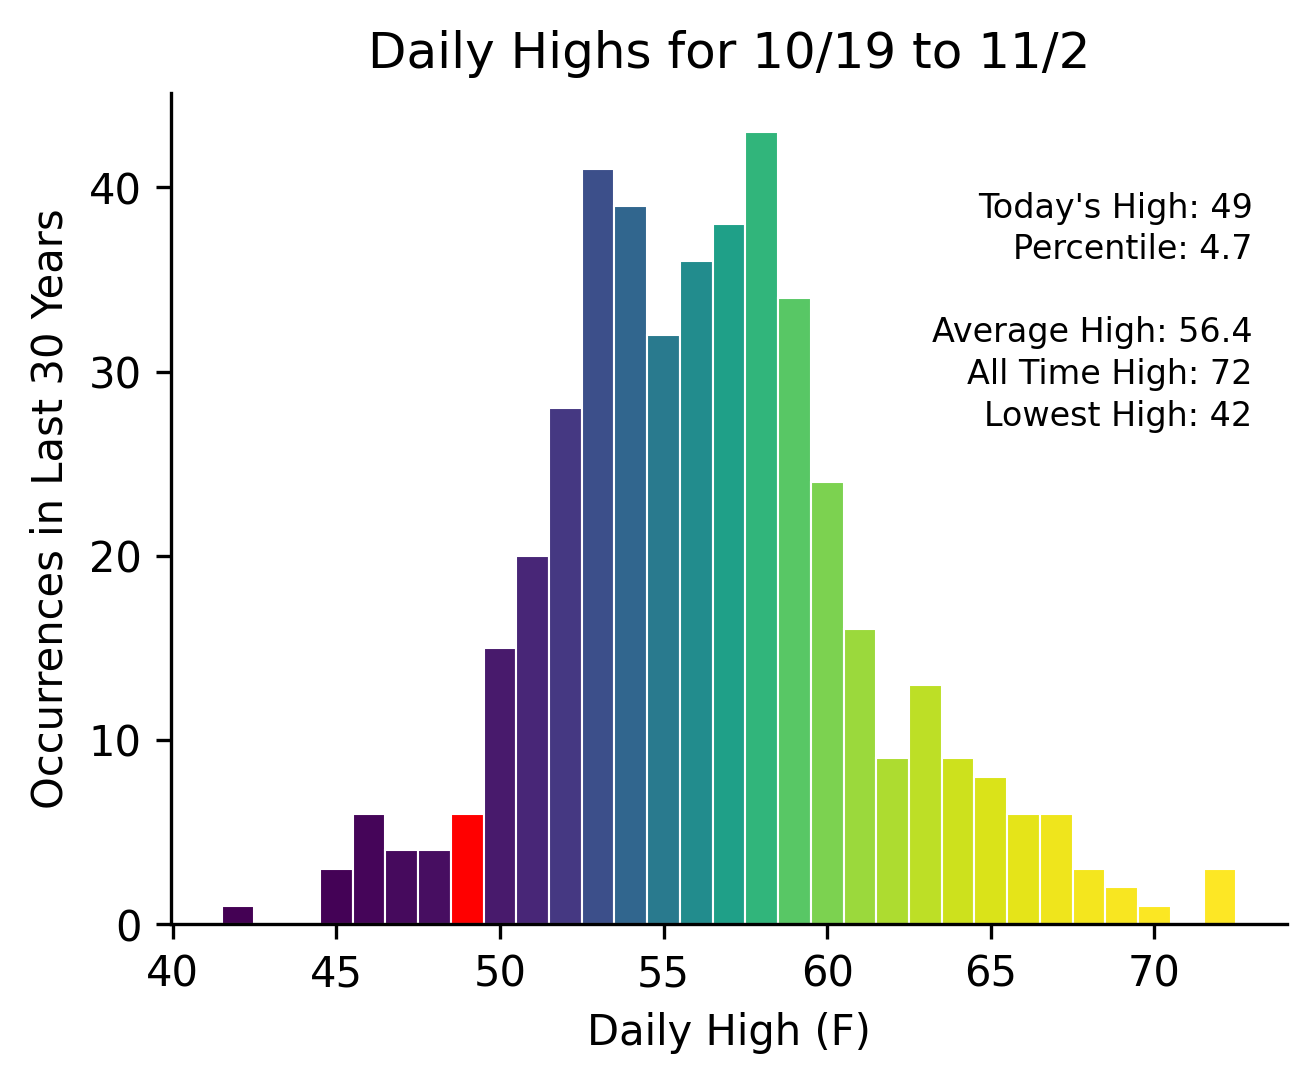 Daily Highs for 10/19 to 11/2
Occurrences in Last 30 Years
40
30
20
10
0
Today's High: 49
Percentile: 4.7
Average High: 56.4
All Time High: 72
Lowest High: 42
40 45 50 55 60 65 70
Daily High (F)